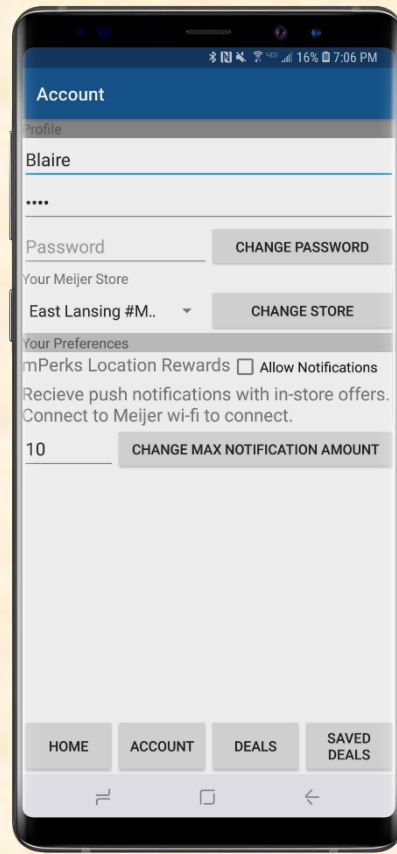 16% 7:06 PM
Account
Profile
Blaire
••••
Password CHANGE PASSWORD
Your Meijer Store
East Lansing #M.. CHANGE STORE
Your Preferences
mPerks Location Rewards Allow Notifications
Recieve push notifications with in-store offers.
Connect to Meijer wi-fi to connect.
10 CHANGE MAX NOTIFICATION AMOUNT
HOME ACCOUNT DEALS SAVED
DEALS